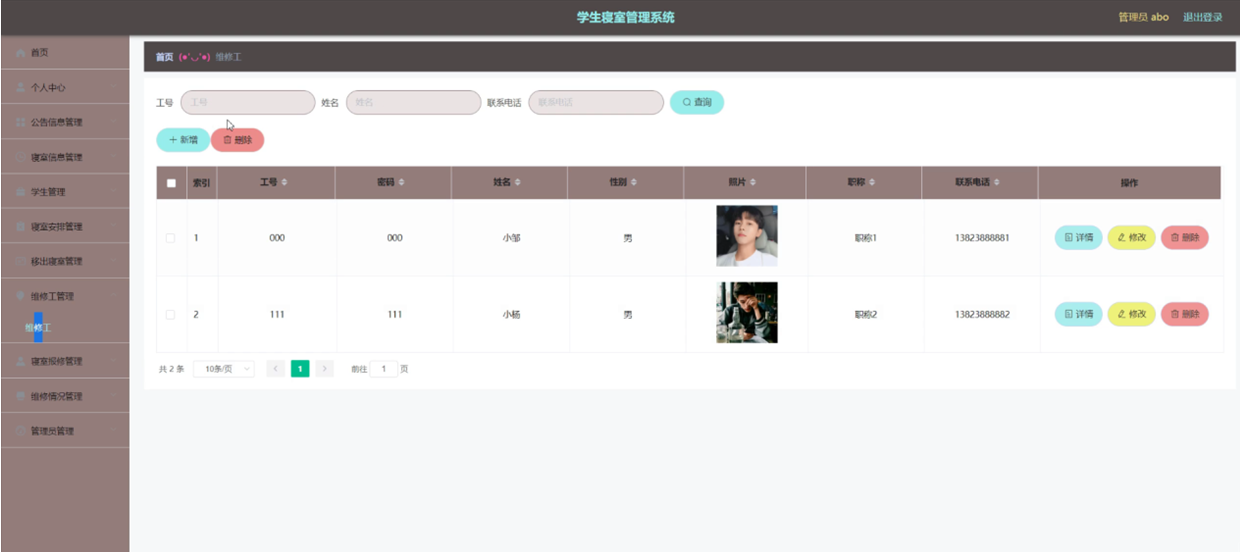 学生寝室管理系统
管理员 abo 退出登录
首页
个人中心
公告信息管理
寝室信息管理
学生管理
寝室安排管理
移出寝室管理
维修工管理
维修工
寝室报修管理
维修情况管理
管理员管理
首页 (●'◡'●) 维修工
工号 工号 姓名 姓名 联系电话 联系电话 查询
+ 新增 删除
索引 工号 密码 姓名 性别 照片 职称 联系电话 操作
1 000 000 小邹 男 职称1 13823888881 详情 修改 删除
2 111 111 小杨 男 职称2 13823888882 详情 修改 删除
共 2 条 10条/页 < 1 > 前往 1 页